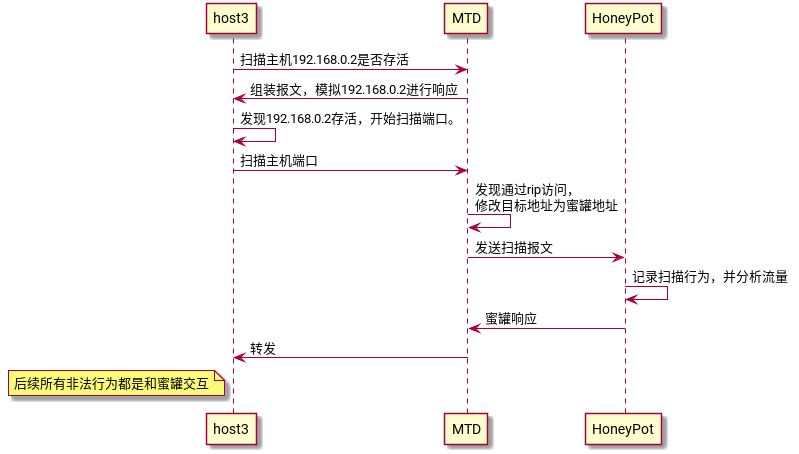 host3
MTD
HoneyPot
扫描主机192.168.0.2是否存活
组装报文，模拟192.168.0.2进行响应
发现192.168.0.2存活，开始扫描端口。
扫描主机端口
发现通过rip访问，
修改目标地址为蜜罐地址
发送扫描报文
记录扫描行为，并分析流量
蜜罐响应
转发
后续所有非法行为都是和蜜罐交互
host3
MTD
HoneyPot